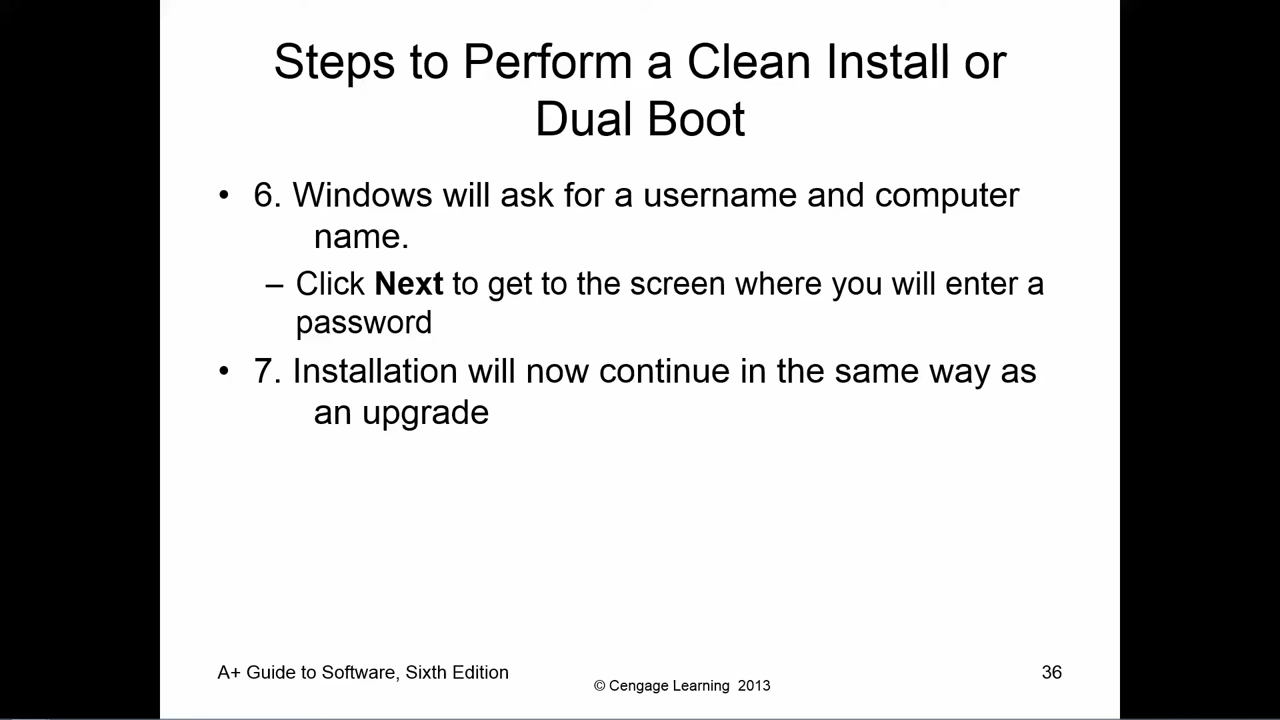 Steps to Perform a Clean Install or
Dual Boot
• 6. Windows will ask for a username and computer
name.
– Click Next to get to the screen where you will enter a
password
• 7. Installation will now continue in the same way as
an upgrade
A+ Guide to Software, Sixth Edition
© Cengage Learning 2013
36